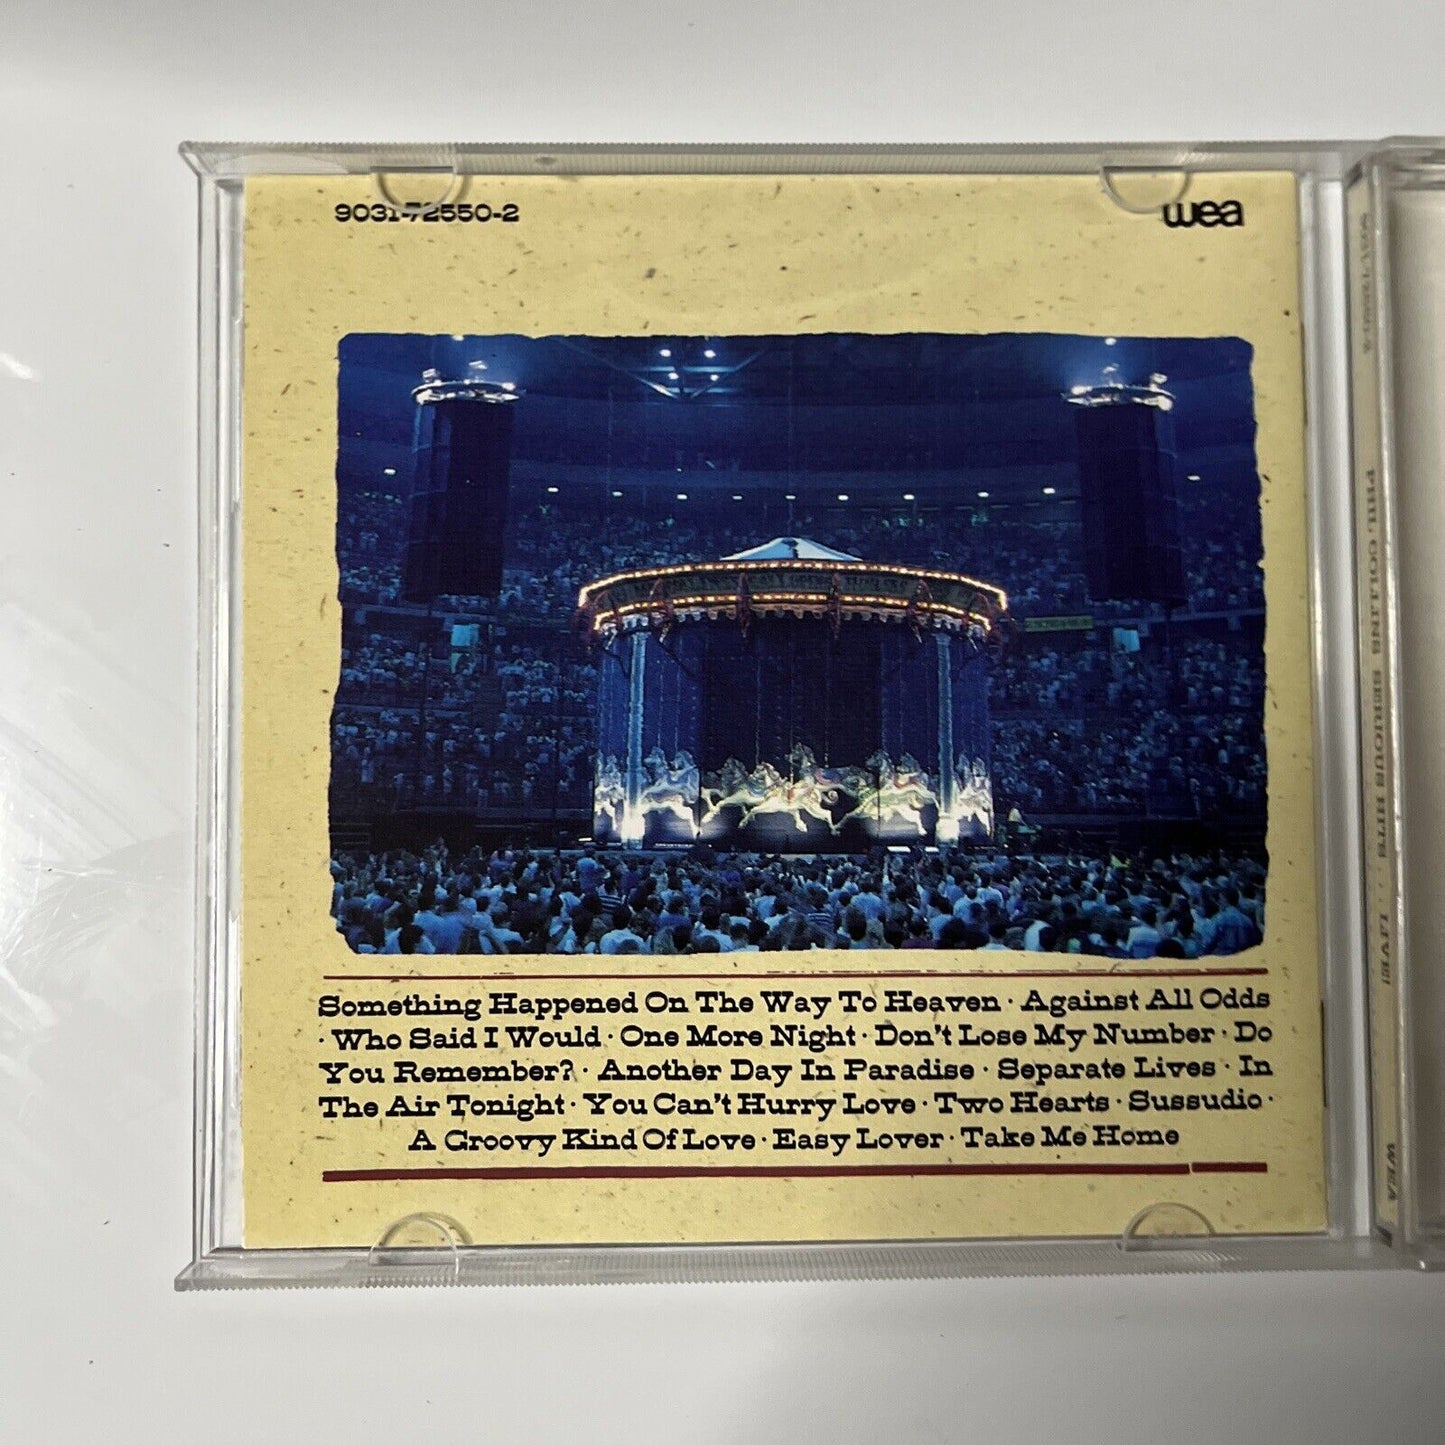 9031-72550-2
wea
Something Happened On The Way To Heaven · Against All Odds
· Who Said I Would · One More Night · Don't Lose My Number · Do
You Remember? · Another Day In Paradise · Separate Lives · In
The Air Tonight · You Can't Hurry Love · Two Hearts · Sussudio ·
A Groovy Kind Of Love · Easy Lover · Take Me Home
PHIL COLLINS SERIOUS HITS . . . LIVE!
WEA